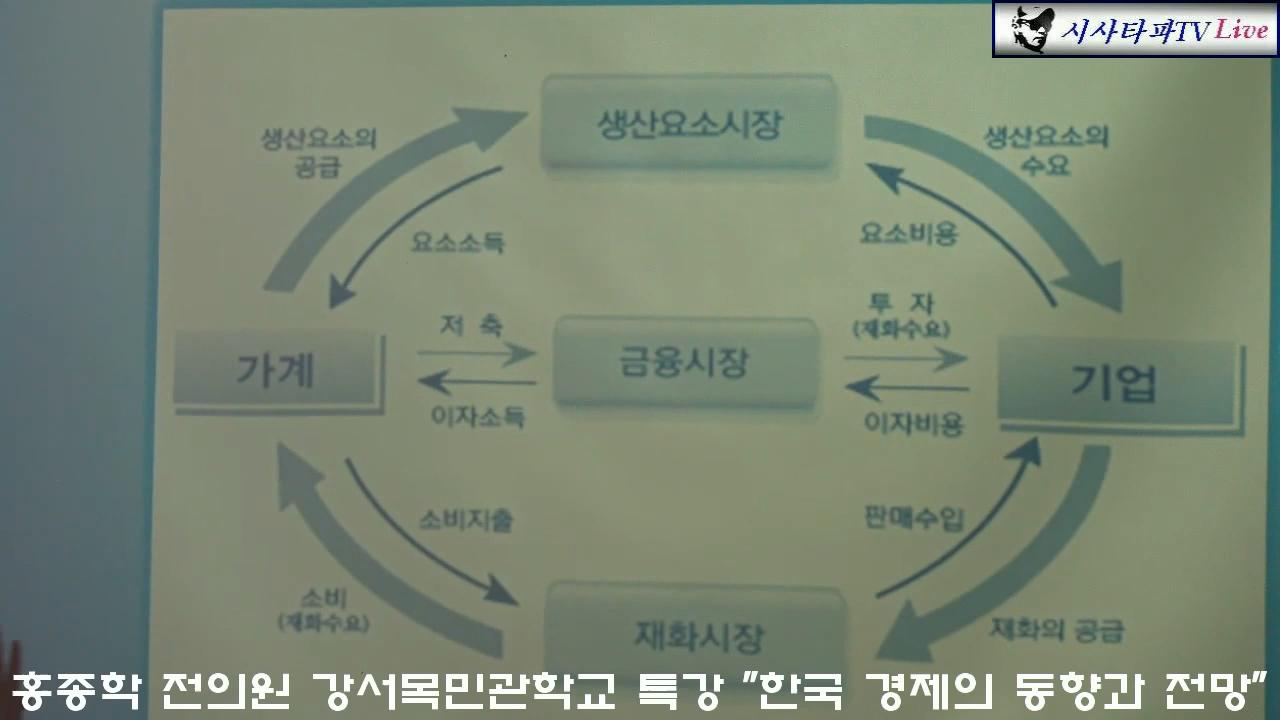 시사타파TV Live
생산요소시장
생산요소의
공급
생산요소의
수요
요소소득
요소비용
저 축
투 자
(재화수요)
가계
금융시장
기업
이자소득
이자비용
소비지출
판매수입
소비
(재화수요)
재화시장
재화의 공급
홍종학 전의원 강서목민관학교 특강 "한국 경제의 동향과 전망"